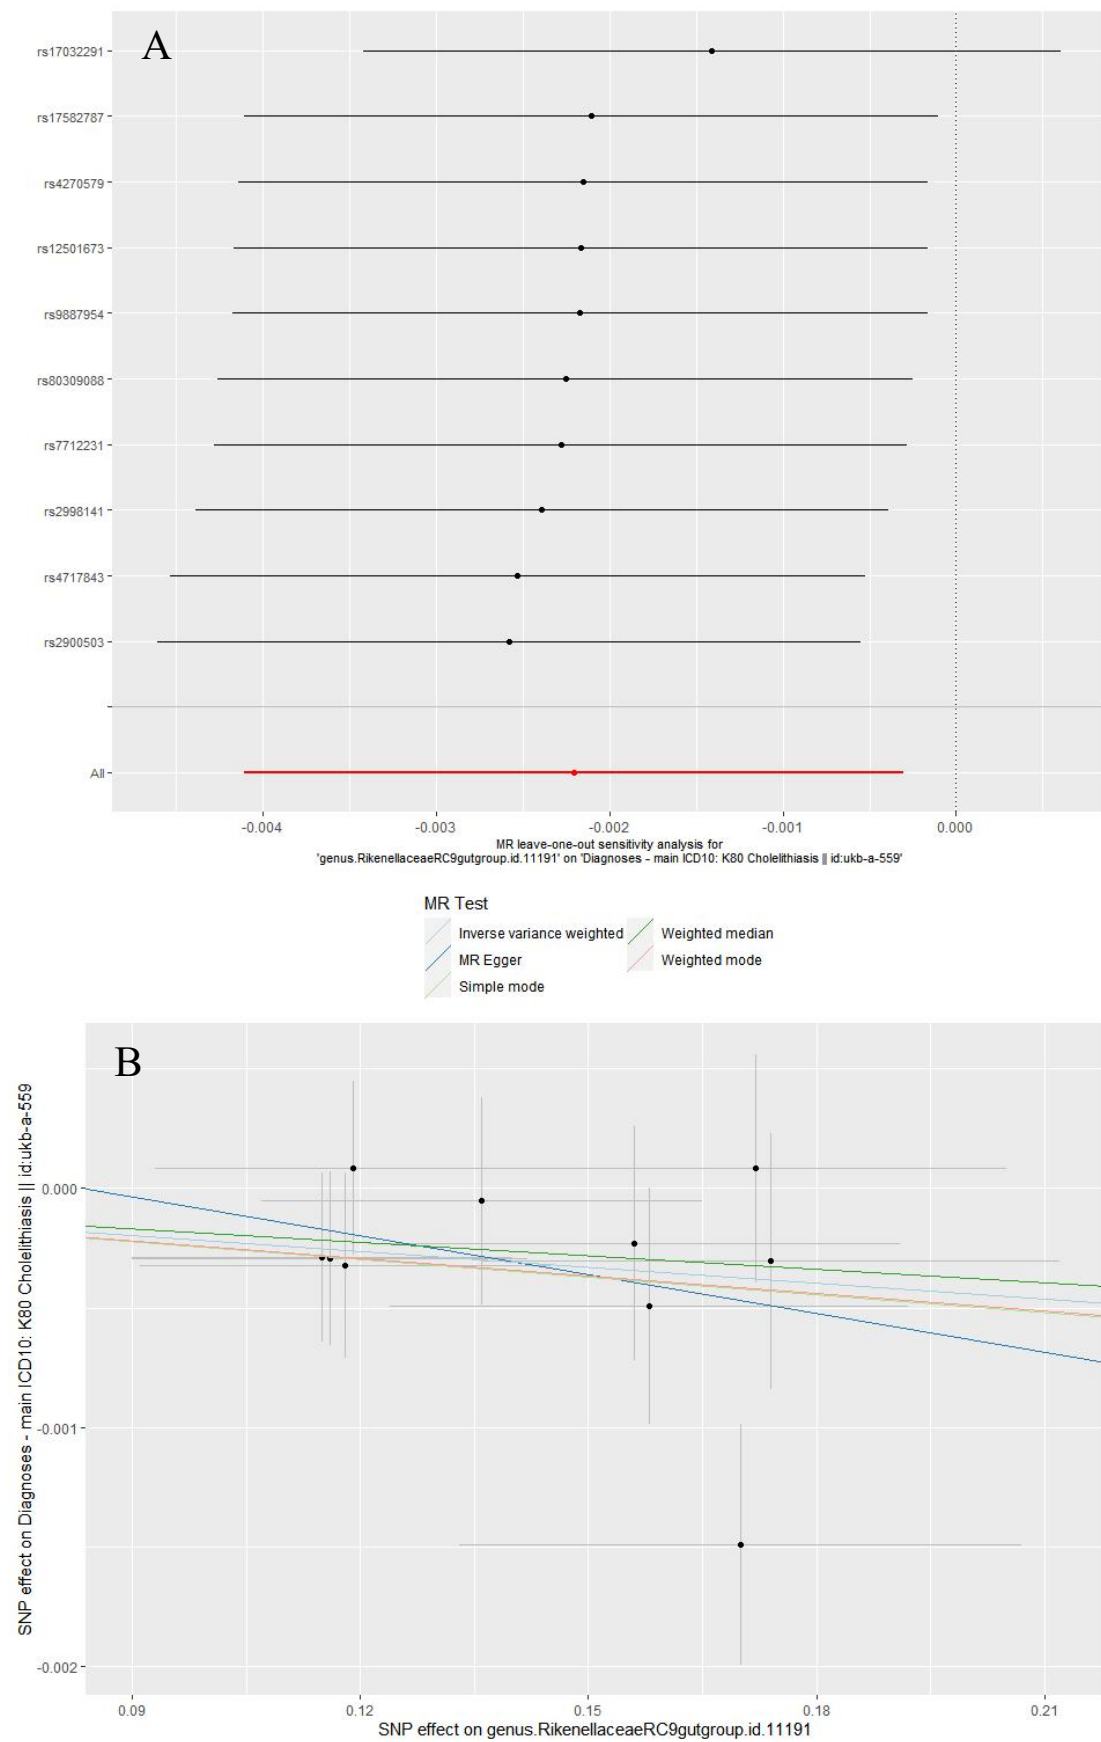 A
rs17032291
rs17582787
rs4270579
rs12501673
rs9887954
rs80309088
rs7712231
rs2998141
rs4717843
rs2900503
All
-0.004 -0.003 -0.002 -0.001 0.000
MR leave-one-out sensitivity analysis for
'genus.RikenellaceaeRC9gutgroup.id.11191' on 'Diagnoses - main ICD10: K80 Cholelithiasis || id:ukb-a-559'
MR Test
Inverse variance weighted Weighted median
MR Egger Weighted mode
Simple mode
B
SNP effect on Diagnoses - main ICD10: K80 Cholelithiasis || id:ukb-a-559
0.000
-0.001
-0.002
0.09 0.12 0.15 0.18 0.21
SNP effect on genus.RikenellaceaeRC9gutgroup.id.11191